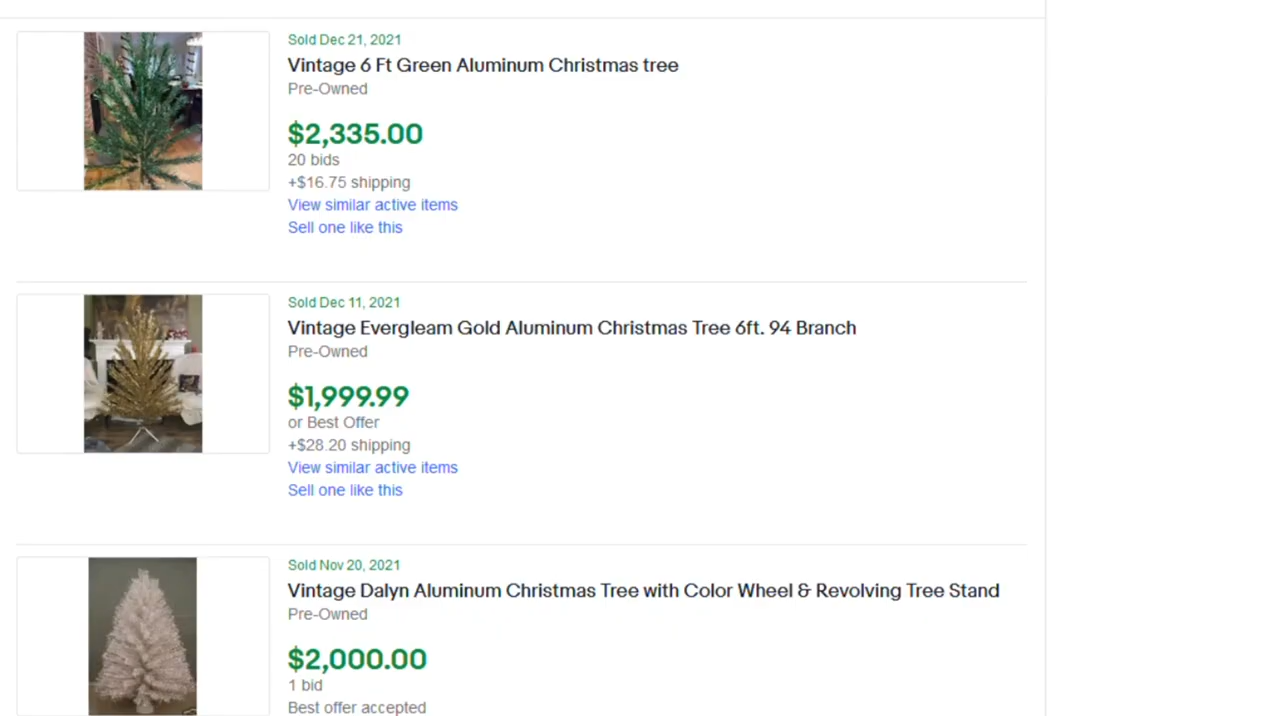 Sold Dec 21, 2021
Vintage 6 Ft Green Aluminum Christmas tree
Pre-Owned
$2,335.00
20 bids
+$16.75 shipping
View similar active items
Sell one like this
Sold Dec 11, 2021
Vintage Evergleam Gold Aluminum Christmas Tree 6ft. 94 Branch
Pre-Owned
$1,999.99
or Best Offer
+$28.20 shipping
View similar active items
Sell one like this
Sold Nov 20, 2021
Vintage Dalyn Aluminum Christmas Tree with Color Wheel & Revolving Tree Stand
Pre-Owned
$2,000.00
1 bid
Best offer accepted